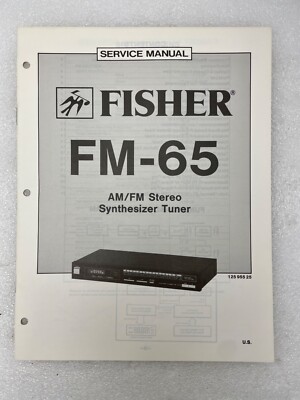 SERVICE MANUAL
FISHER®
FM-65
AM/FM Stereo
Synthesizer Tuner
U.S.